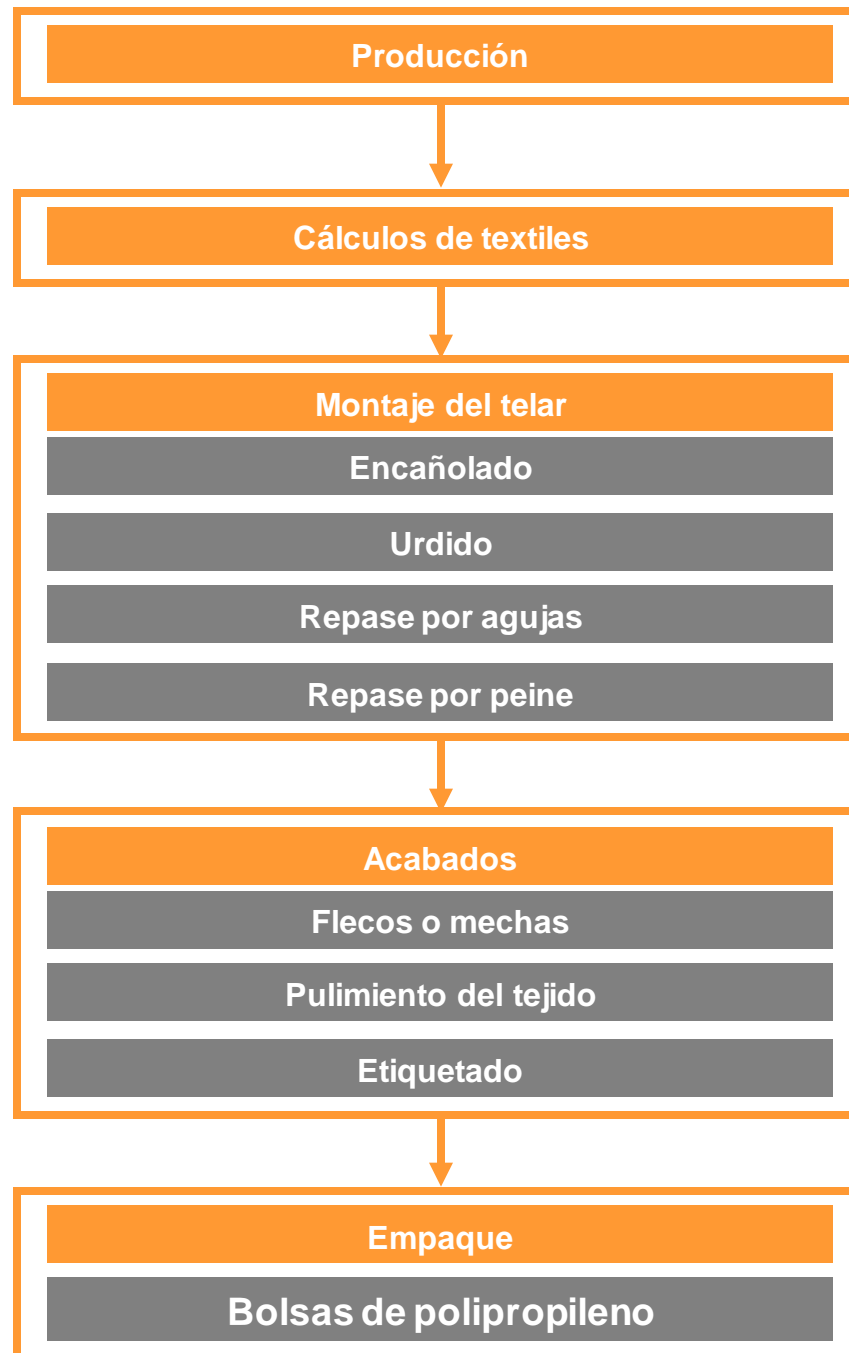 Producción
Cálculos de textiles
Montaje del telar
Encañolado
Urdido
Repase por agujas
Repase por peine
Acabados
Flecos o mechas
Pulimiento del tejido
Etiquetado
Empaque
Bolsas de polipropileno